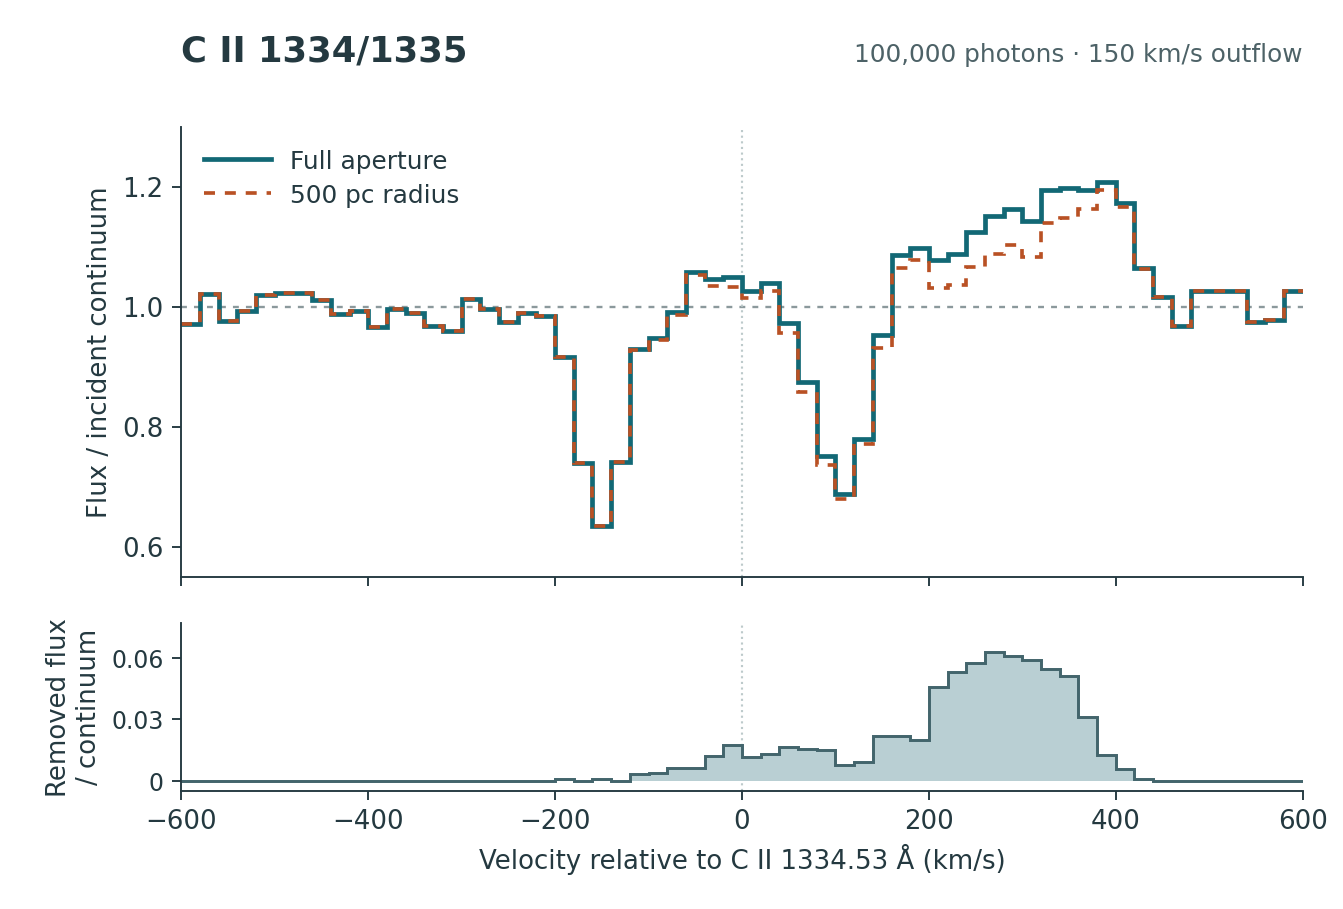 C II 1334/1335
100,000 photons · 150 km/s outflow
Full aperture
500 pc radius
Flux / incident continuum
1.2
1.0
0.8
0.6
Removed flux
/ continuum
0.06
0.03
0
−600
−400
−200
0
200
400
600
Velocity relative to C II 1334.53 Å (km/s)